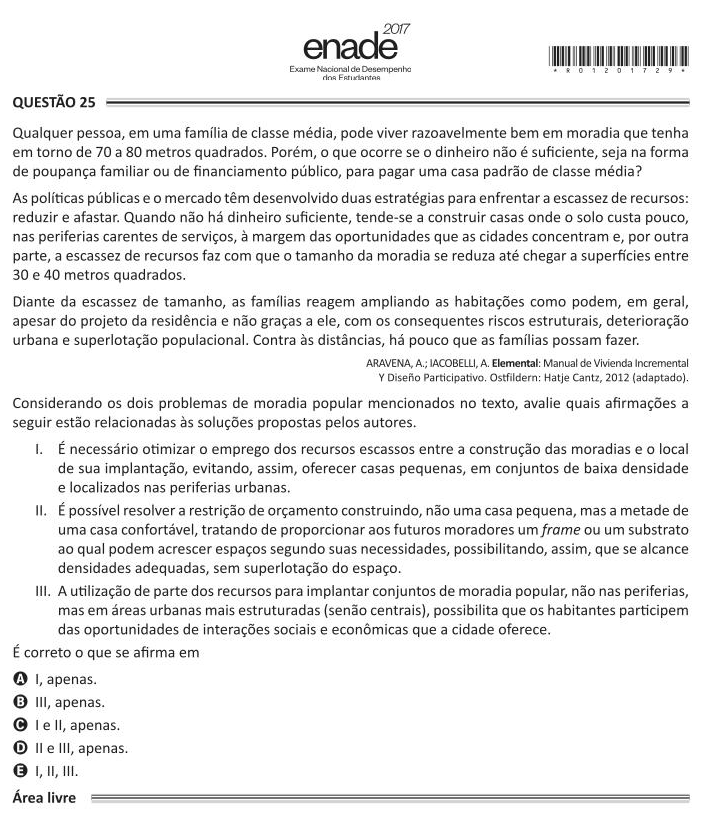 2017
enade
Exame Nacional de Desempenho
dos Estudantes
* R 0 1 2 0 1 7 2 9 *
QUESTÃO 25
Qualquer pessoa, em uma família de classe média, pode viver razoavelmente bem em moradia que tenha
em torno de 70 a 80 metros quadrados. Porém, o que ocorre se o dinheiro não é suficiente, seja na forma
de poupança familiar ou de financiamento público, para pagar uma casa padrão de classe média?
As políticas públicas e o mercado têm desenvolvido duas estratégias para enfrentar a escassez de recursos:
reduzir e afastar. Quando não há dinheiro suficiente, tende-se a construir casas onde o solo custa pouco,
nas periferias carentes de serviços, à margem das oportunidades que as cidades concentram e, por outra
parte, a escassez de recursos faz com que o tamanho da moradia se reduza até chegar a superfícies entre
30 e 40 metros quadrados.
Diante da escassez de tamanho, as famílias reagem ampliando as habitações como podem, em geral,
apesar do projeto da residência e não graças a ele, com os consequentes riscos estruturais, deterioração
urbana e superlotação populacional. Contra às distâncias, há pouco que as famílias possam fazer.
ARAVENA, A.; IACOBELLI, A. Elemental: Manual de Vivienda Incremental
Y Diseño Participativo. Ostfildern: Hatje Cantz, 2012 (adaptado).
Considerando os dois problemas de moradia popular mencionados no texto, avalie quais afirmações a
seguir estão relacionadas às soluções propostas pelos autores.
I. É necessário otimizar o emprego dos recursos escassos entre a construção das moradias e o local
de sua implantação, evitando, assim, oferecer casas pequenas, em conjuntos de baixa densidade
e localizados nas periferias urbanas.
II. É possível resolver a restrição de orçamento construindo, não uma casa pequena, mas a metade de
uma casa confortável, tratando de proporcionar aos futuros moradores um frame ou um substrato
ao qual podem acrescer espaços segundo suas necessidades, possibilitando, assim, que se alcance
densidades adequadas, sem superlotação do espaço.
III. A utilização de parte dos recursos para implantar conjuntos de moradia popular, não nas periferias,
mas em áreas urbanas mais estruturadas (senão centrais), possibilita que os habitantes participem
das oportunidades de interações sociais e econômicas que a cidade oferece.
É correto o que se afirma em
A I, apenas.
B III, apenas.
C I e II, apenas.
D II e III, apenas.
E I, II, III.
Área livre